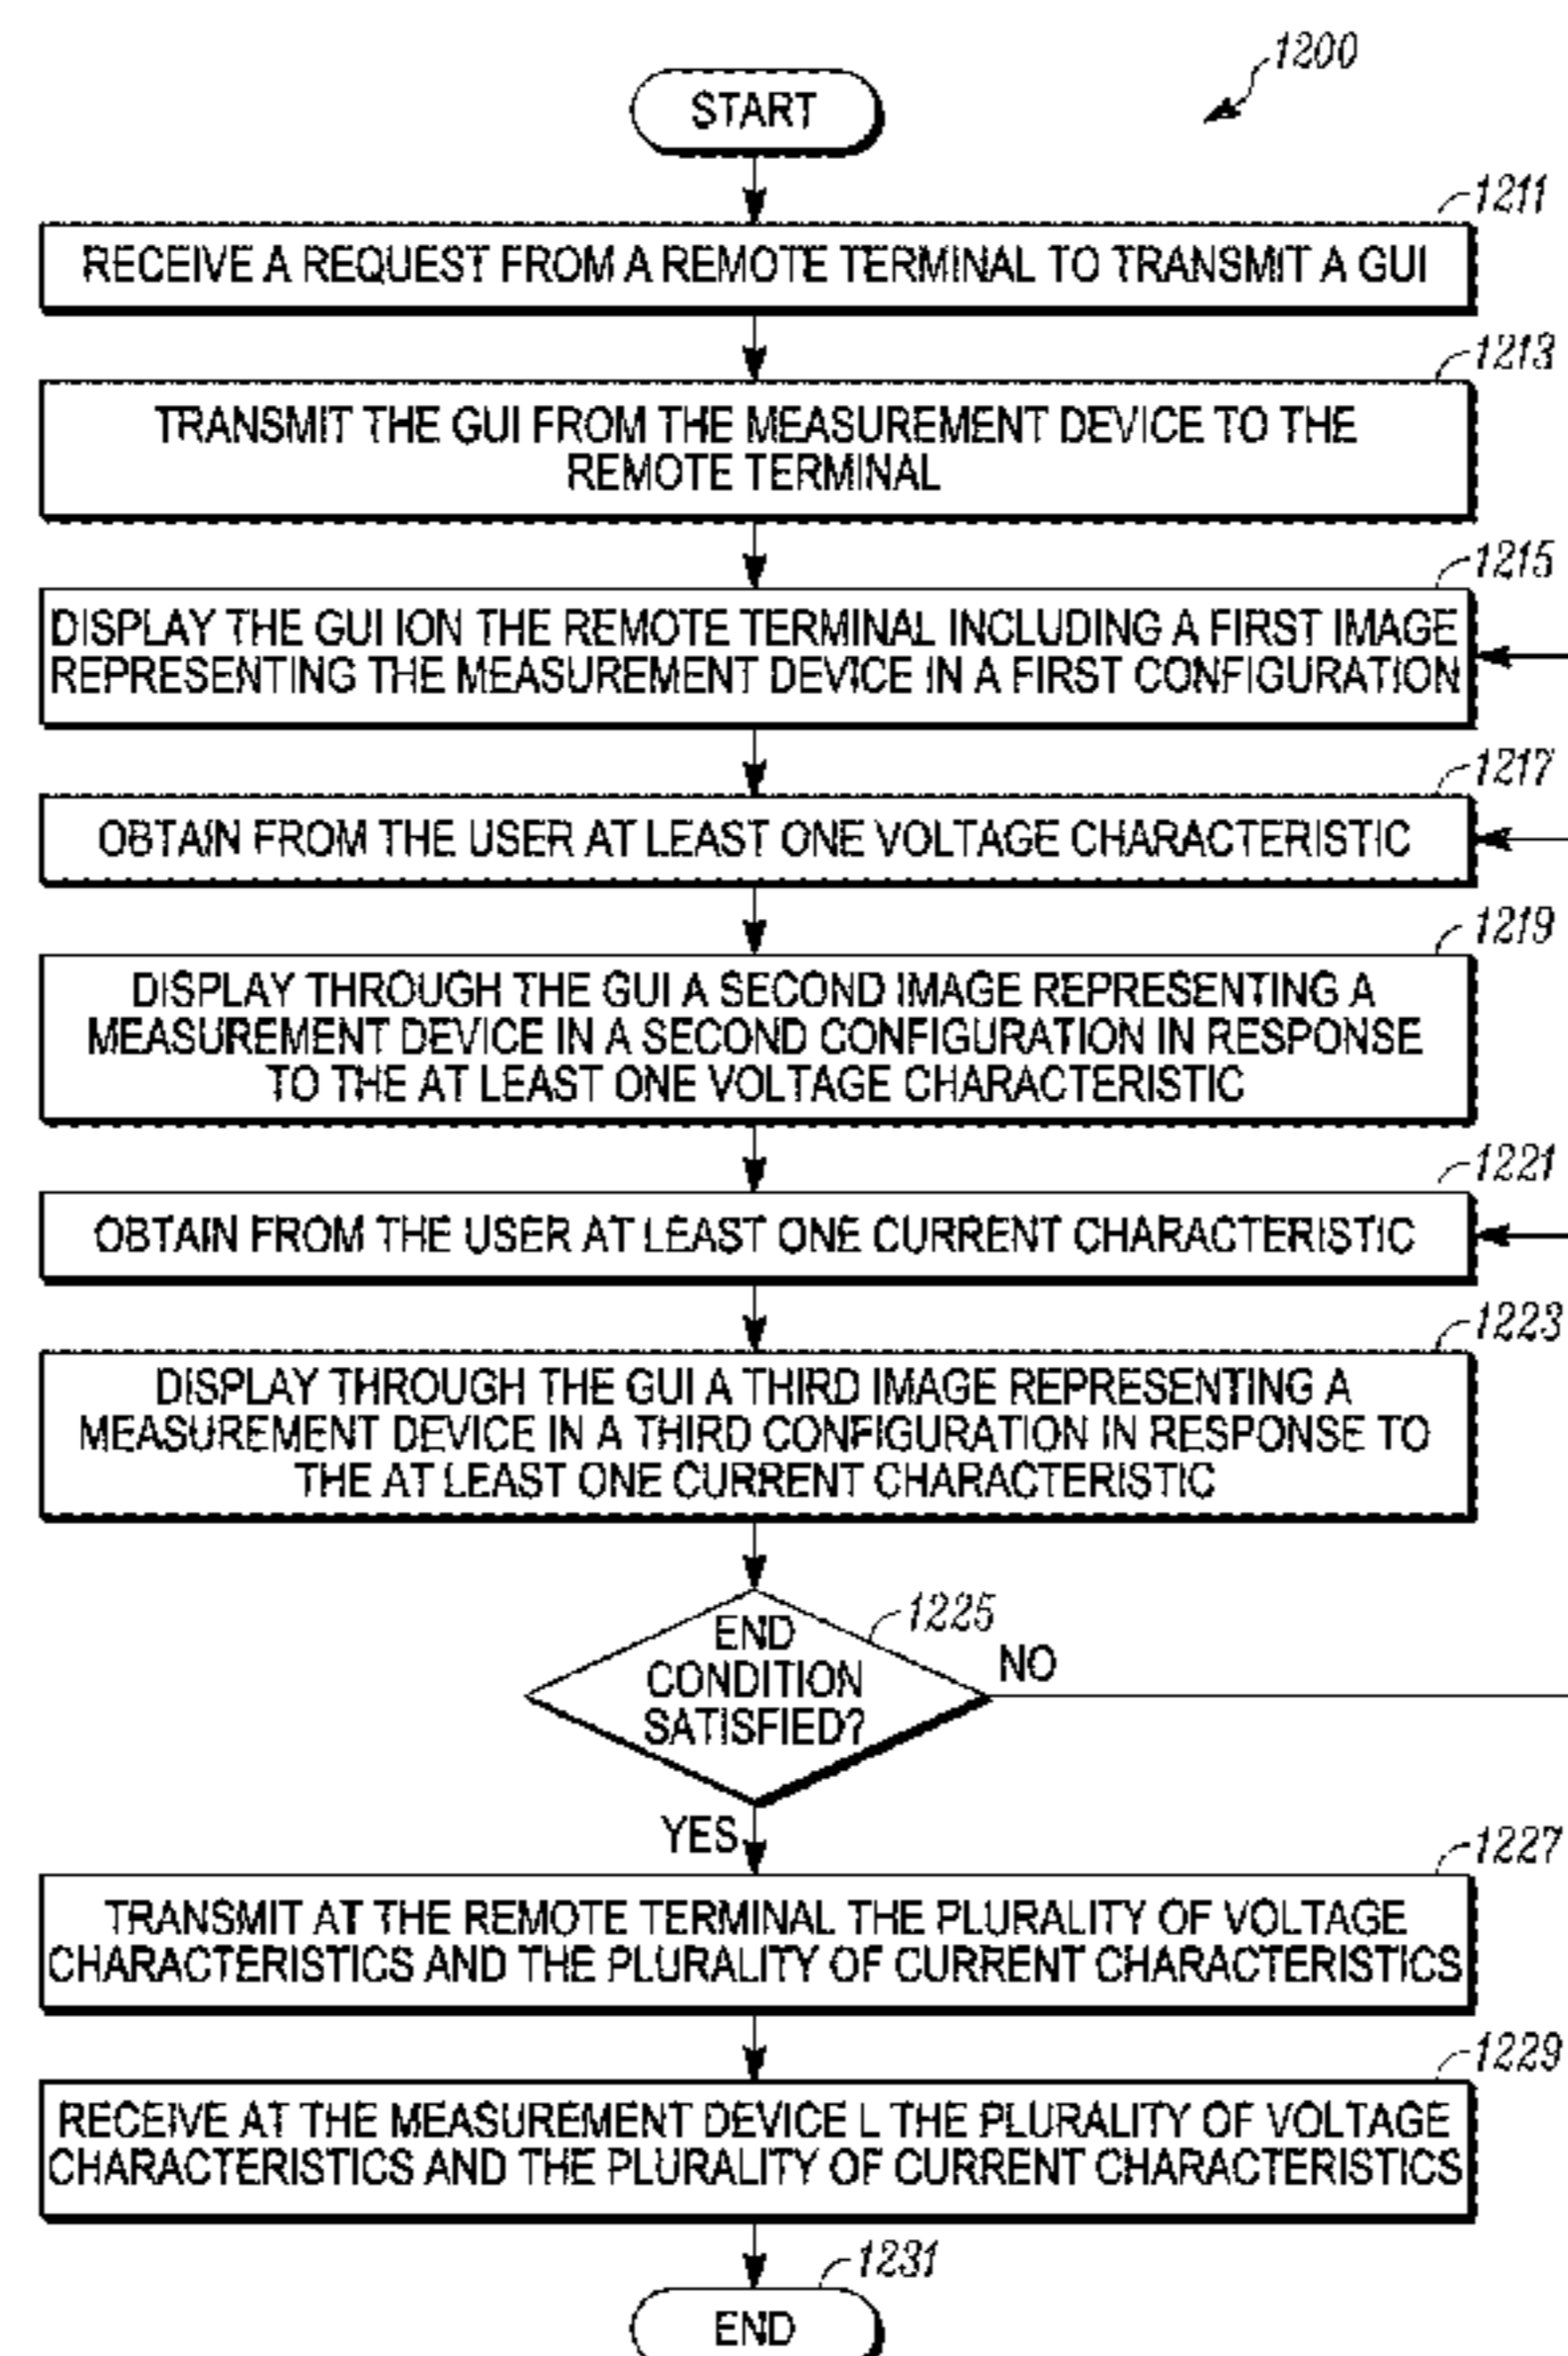 1200
START
1211
RECEIVE A REQUEST FROM A REMOTE TERMINAL TO TRANSMIT A GUI
1213
TRANSMIT THE GUI FROM THE MEASUREMENT DEVICE TO THE
REMOTE TERMINAL
1215
DISPLAY THE GUI ION THE REMOTE TERMINAL INCLUDING A FIRST IMAGE
REPRESENTING THE MEASUREMENT DEVICE IN A FIRST CONFIGURATION
1217
OBTAIN FROM THE USER AT LEAST ONE VOLTAGE CHARACTERISTIC
1219
DISPLAY THROUGH THE GUI A SECOND IMAGE REPRESENTING A
MEASUREMENT DEVICE IN A SECOND CONFIGURATION IN RESPONSE
TO THE AT LEAST ONE VOLTAGE CHARACTERISTIC
1221
OBTAIN FROM THE USER AT LEAST ONE CURRENT CHARACTERISTIC
1223
DISPLAY THROUGH THE GUI A THIRD IMAGE REPRESENTING A
MEASUREMENT DEVICE IN A THIRD CONFIGURATION IN RESPONSE TO
THE AT LEAST ONE CURRENT CHARACTERISTIC
1225
END
CONDITION
SATISFIED?
NO
YES
1227
TRANSMIT AT THE REMOTE TERMINAL THE PLURALITY OF VOLTAGE
CHARACTERISTICS AND THE PLURALITY OF CURRENT CHARACTERISTICS
1229
RECEIVE AT THE MEASUREMENT DEVICE L THE PLURALITY OF VOLTAGE
CHARACTERISTICS AND THE PLURALITY OF CURRENT CHARACTERISTICS
1231
END